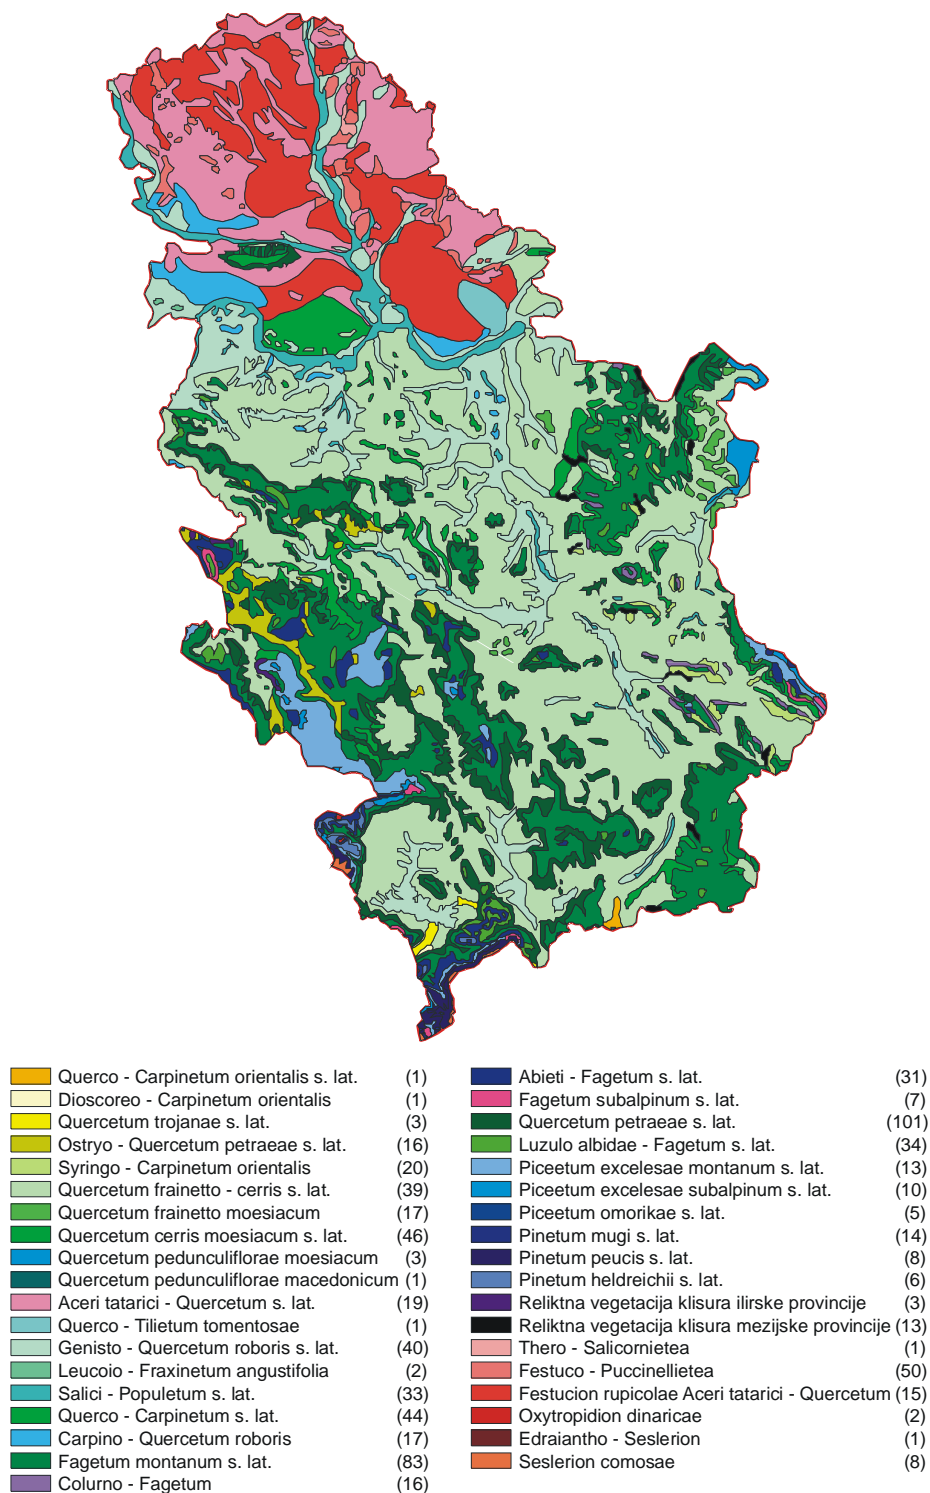 Querco - Carpinetum orientalis s. lat. (1)
Dioscoreo - Carpinetum orientalis (1)
Quercetum trojanae s. lat. (3)
Ostryo - Quercetum petraeae s. lat. (16)
Syringo - Carpinetum orientalis (20)
Quercetum frainetto - cerris s. lat. (39)
Quercetum frainetto moesiacum (17)
Quercetum cerris moesiacum s. lat. (46)
Quercetum pedunculiflorae moesiacum (3)
Quercetum pedunculiflorae macedonicum (1)
Aceri tatarici - Quercetum s. lat. (19)
Querco - Tilietum tomentosae (1)
Genisto - Quercetum roboris s. lat. (40)
Leucoio - Fraxinetum angustifolia (2)
Salici - Populetum s. lat. (33)
Querco - Carpinetum s. lat. (44)
Carpino - Quercetum roboris (17)
Fagetum montanum s. lat. (83)
Colurno - Fagetum (16)
Abieti - Fagetum s. lat. (31)
Fagetum subalpinum s. lat. (7)
Quercetum petraeae s. lat. (101)
Luzulo albidae - Fagetum s. lat. (34)
Piceetum excelesae montanum s. lat. (13)
Piceetum excelesae subalpinum s. lat. (10)
Piceetum omorikae s. lat. (5)
Pinetum mugi s. lat. (14)
Pinetum peucis s. lat. (8)
Pinetum heldreichii s. lat. (6)
Reliktna vegetacija klisura ilirske provincije (3)
Reliktna vegetacija klisura mezijske provincije (13)
Thero - Salicornietea (1)
Festuco - Puccinellietea (50)
Festucion rupicolae Aceri tatarici - Quercetum (15)
Oxytropidion dinaricae (2)
Edraiantho - Seslerion (1)
Seslerion comosae (8)